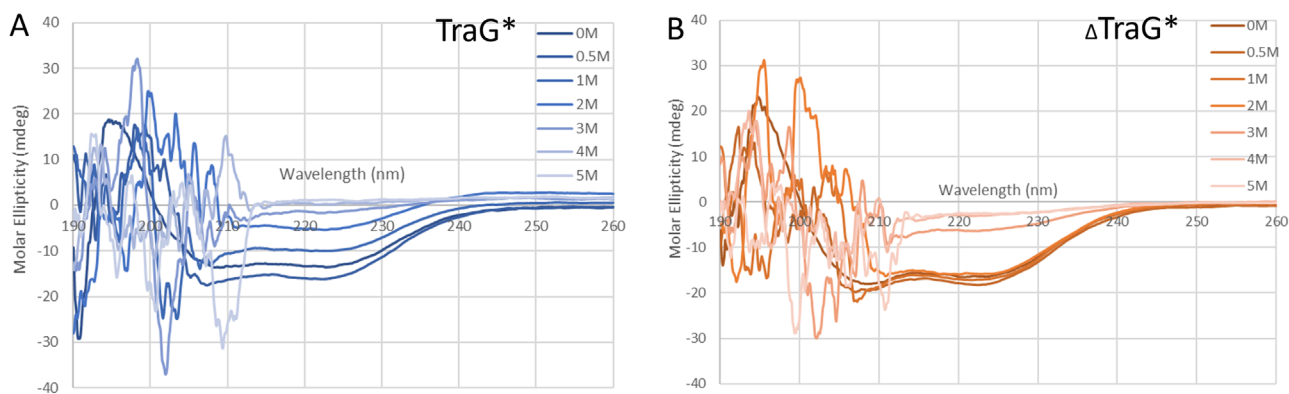 A
TraG*
Molar Ellipticity (mdeg)
40
30
20
10
0
-10
-20
-30
-40
190
200
210
220
230
240
250
260
Wavelength (nm)
0M
0.5M
1M
2M
3M
4M
5M
B
ΔTraG*
Molar Ellipticity (mdeg)
40
30
20
10
0
-10
-20
-30
-40
190
200
210
220
230
240
250
260
Wavelength (nm)
0M
0.5M
1M
2M
3M
4M
5M